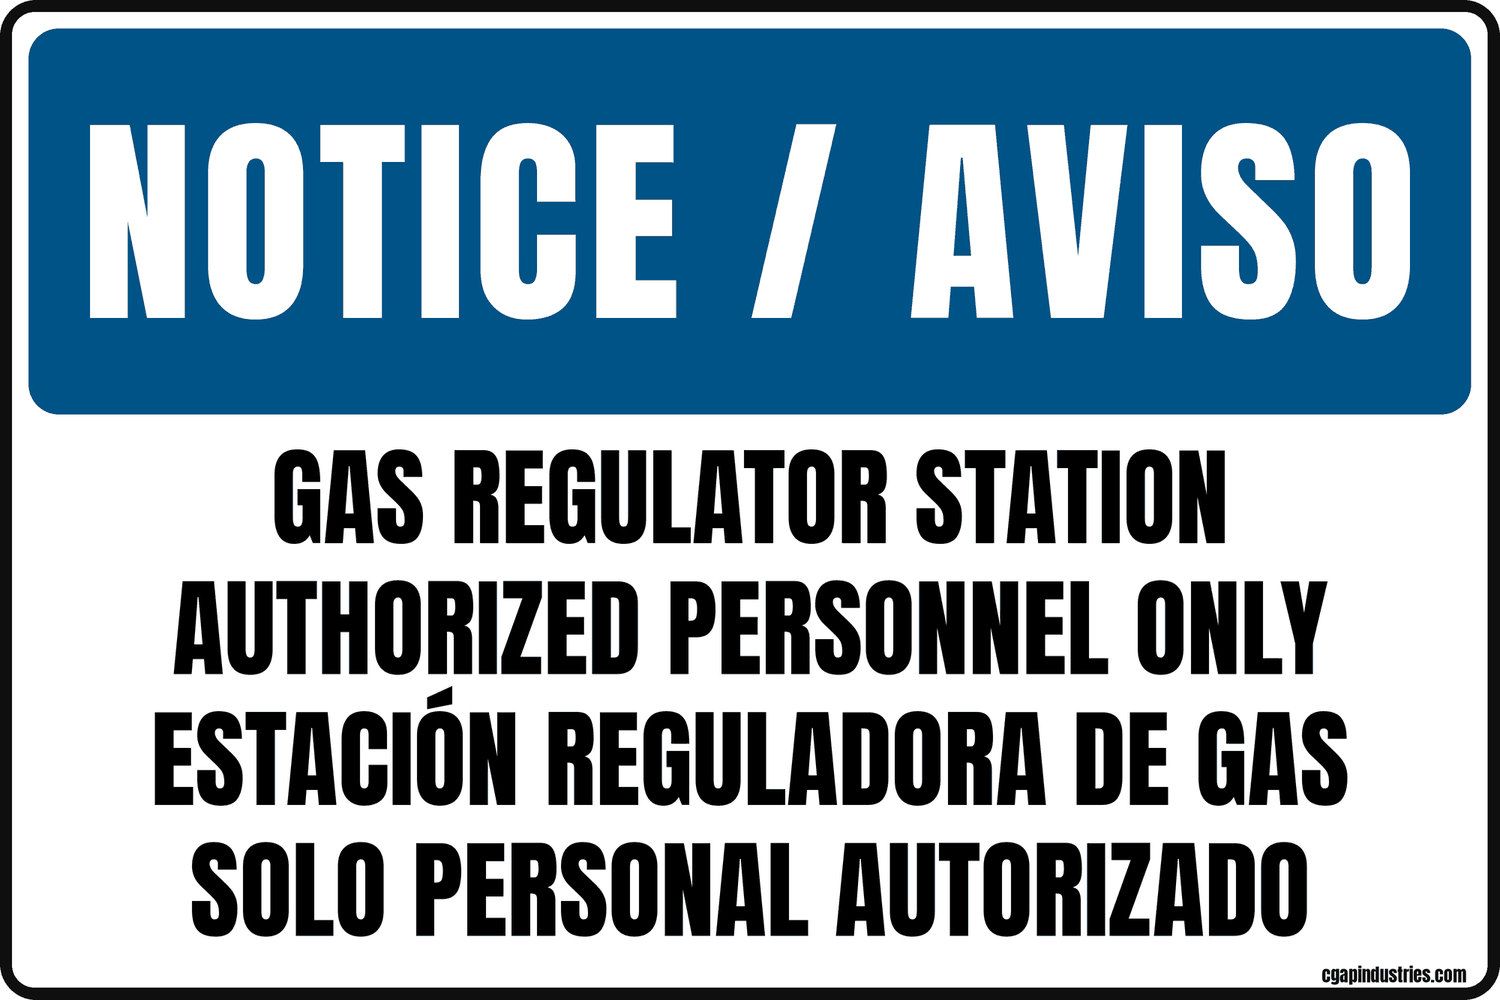 NOTICE / AVISO
GAS REGULATOR STATION
AUTHORIZED PERSONNEL ONLY
ESTACIÓN REGULADORA DE GAS
SOLO PERSONAL AUTORIZADO
cgapindustries.com